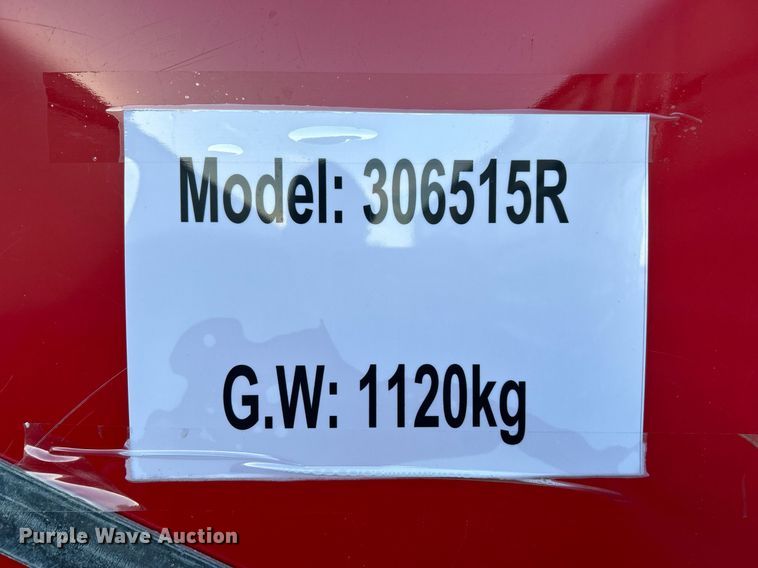 Model: 306515R
G.W: 1120kg
Purple Wave Auction